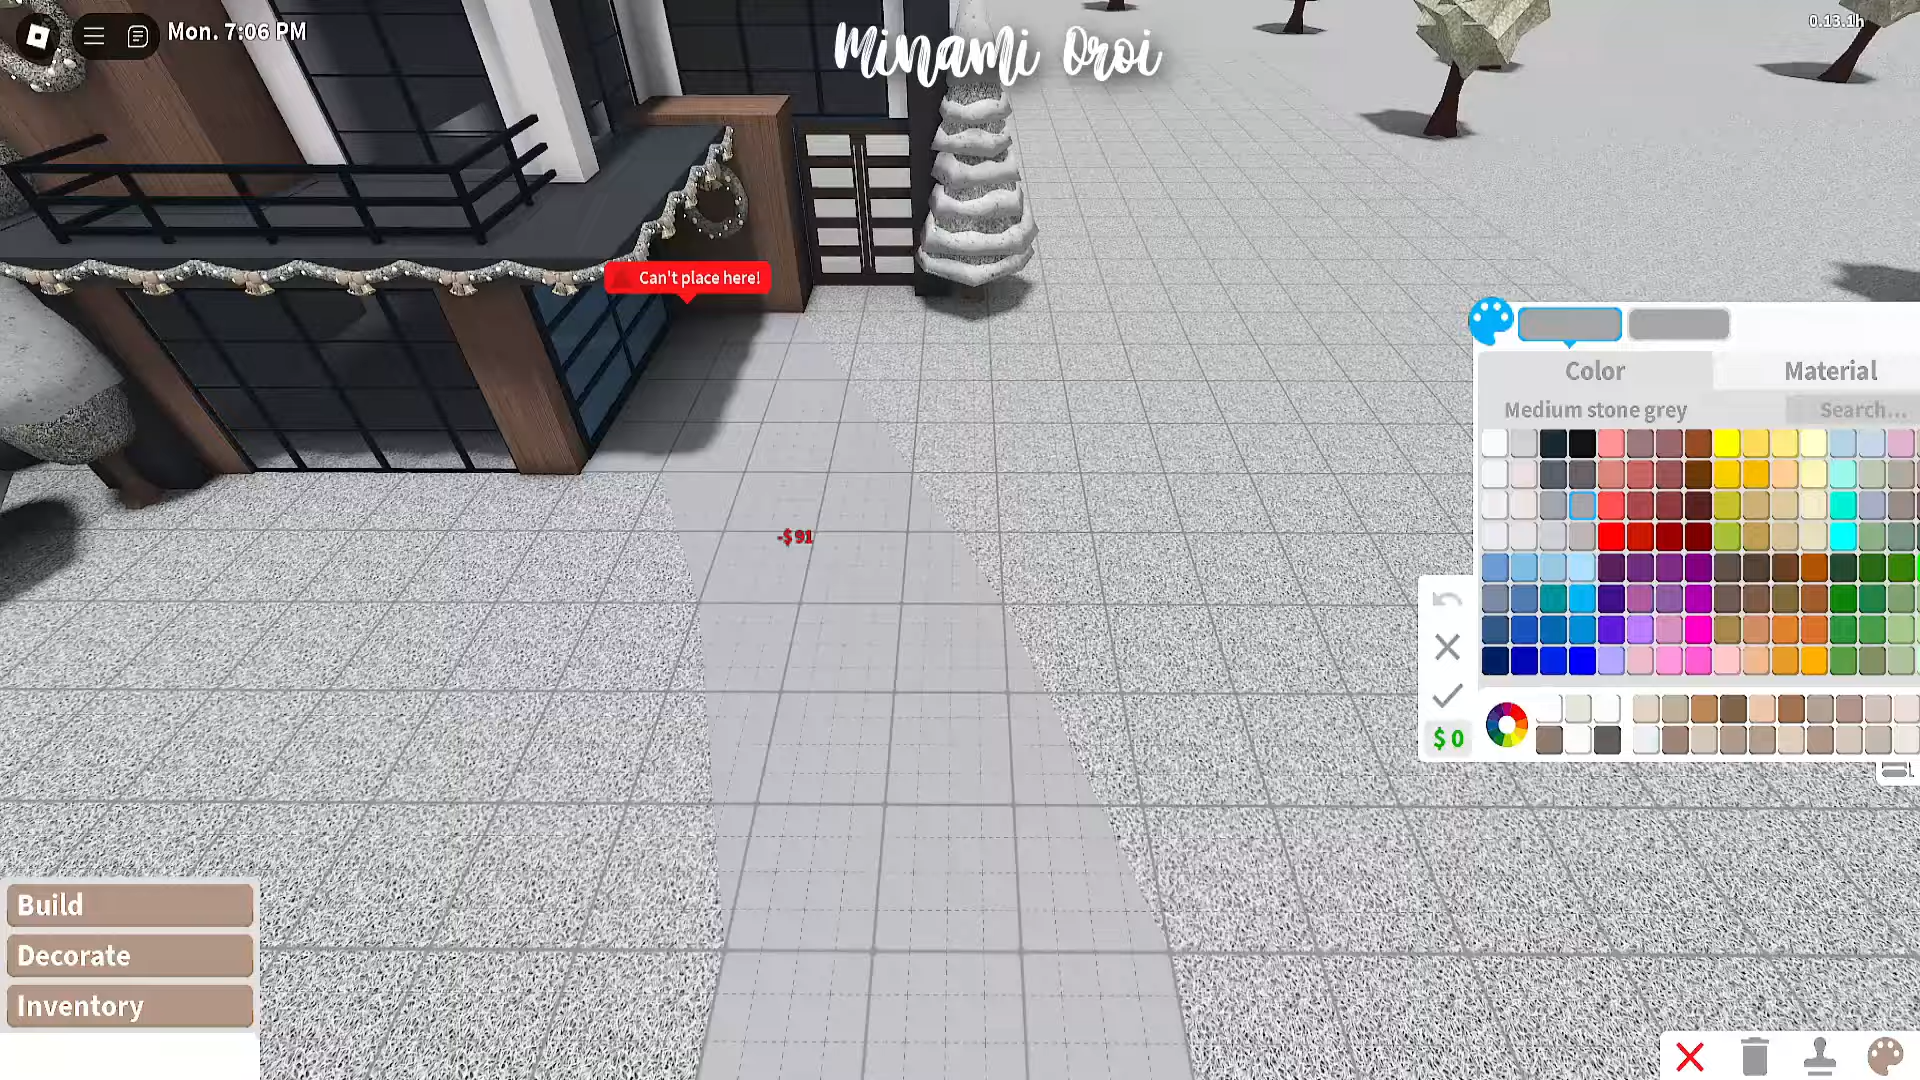 Mon. 7:06 PM
Minami Oroi
0.13.1h
Can't place here!
Color
Material
Medium stone grey
Search...
-$91
$0
Build
Decorate
Inventory